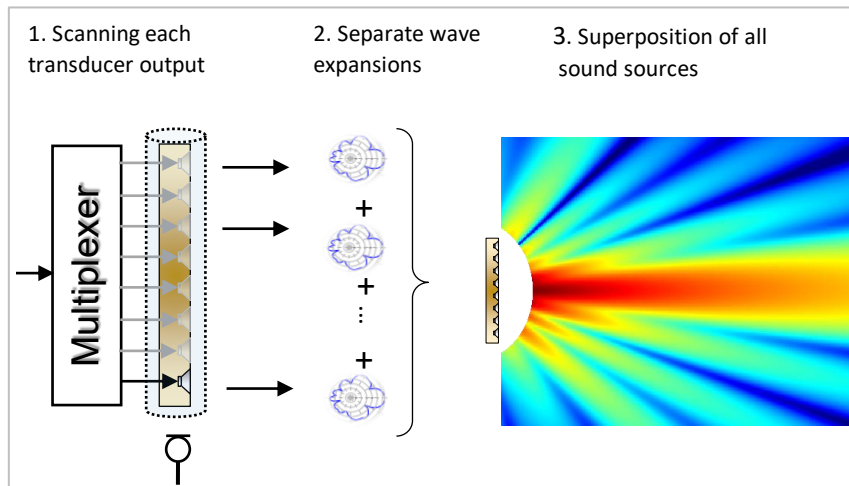 1. Scanning each
transducer output
2. Separate wave
expansions
3. Superposition of all
sound sources
Multiplexer
+
+
...
+